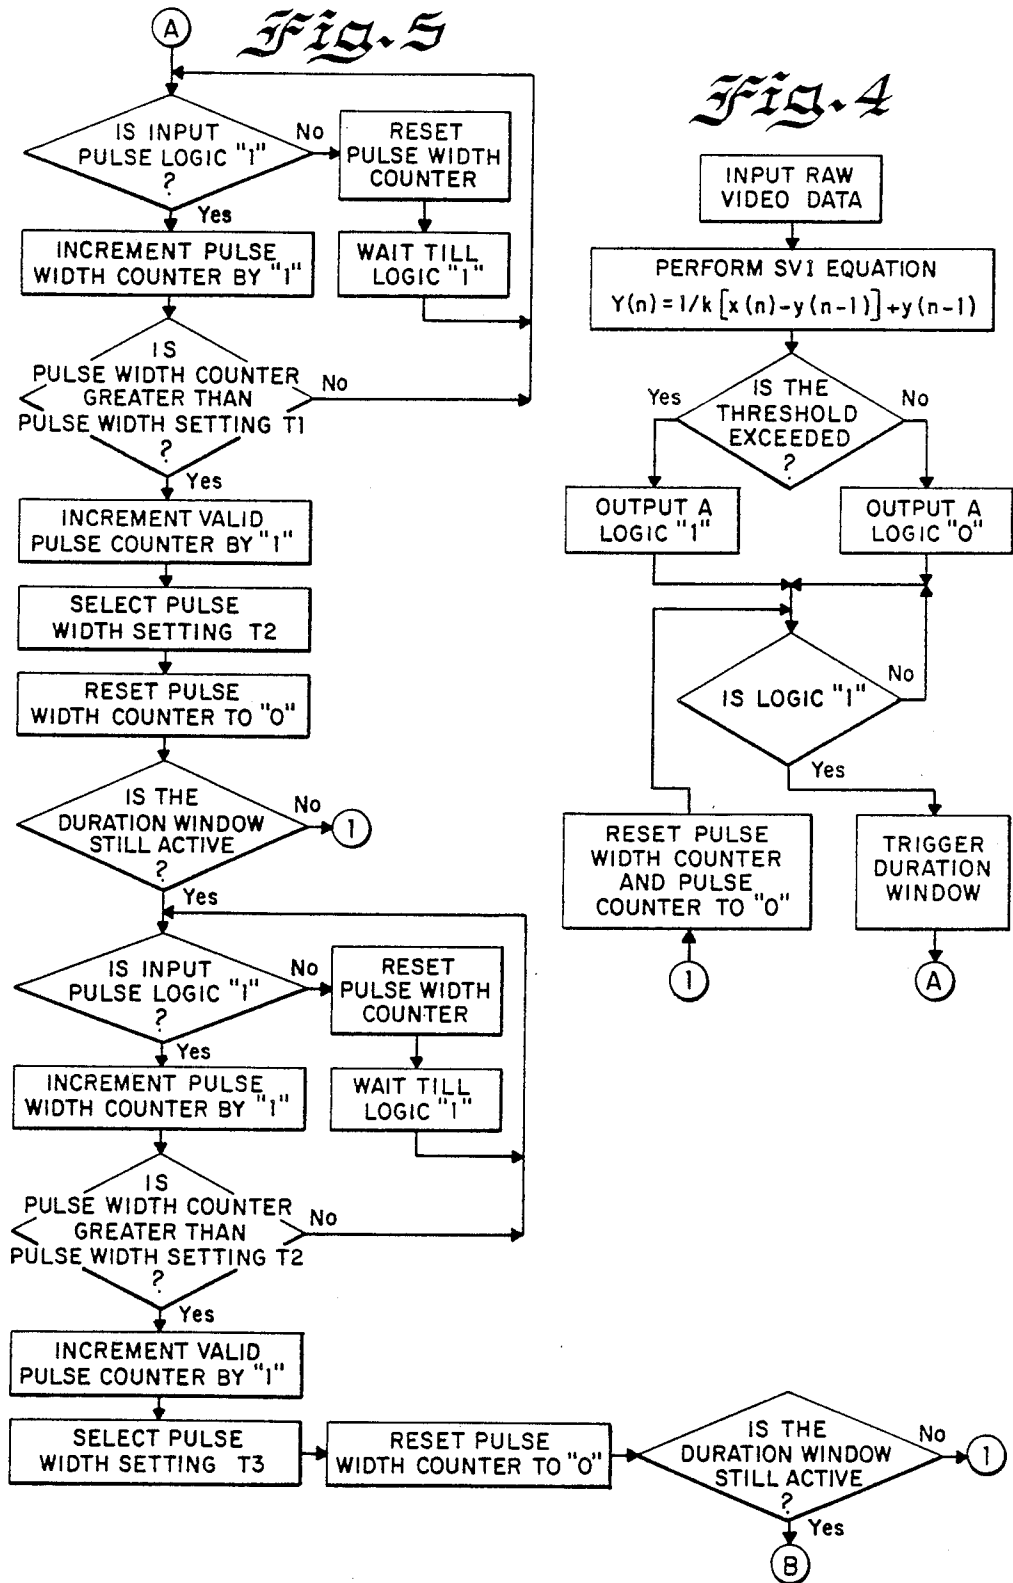 A
Fig. 5
IS INPUT
PULSE LOGIC "1"
?
No
RESET
PULSE WIDTH
COUNTER
Yes
INCREMENT PULSE
WIDTH COUNTER BY "1"
WAIT TILL
LOGIC "1"
IS
PULSE WIDTH COUNTER
GREATER THAN
PULSE WIDTH SETTING T1
?
No
Yes
INCREMENT VALID
PULSE COUNTER BY "1"
SELECT PULSE
WIDTH SETTING T2
RESET PULSE
WIDTH COUNTER TO "0"
IS THE
DURATION WINDOW
STILL ACTIVE
?
No
1
Yes
IS INPUT
PULSE LOGIC "1"
?
No
RESET
PULSE WIDTH
COUNTER
Yes
INCREMENT PULSE
WIDTH COUNTER BY "1"
WAIT TILL
LOGIC "1"
IS
PULSE WIDTH COUNTER
GREATER THAN
PULSE WIDTH SETTING T2
?
No
Yes
INCREMENT VALID
PULSE COUNTER BY "1"
SELECT PULSE
WIDTH SETTING T3
RESET PULSE
WIDTH COUNTER TO "0"
IS THE
DURATION WINDOW
STILL ACTIVE
?
No
1
Yes
B
Fig. 4
INPUT RAW
VIDEO DATA
PERFORM SVI EQUATION
Y(n)=1/k[x(n)-y(n-1)]+y(n-1)
IS THE
THRESHOLD
EXCEEDED
?
Yes
No
OUTPUT A
LOGIC "1"
OUTPUT A
LOGIC "0"
IS LOGIC "1"
No
Yes
RESET PULSE
WIDTH COUNTER
AND PULSE
COUNTER TO "0"
TRIGGER
DURATION
WINDOW
1
A